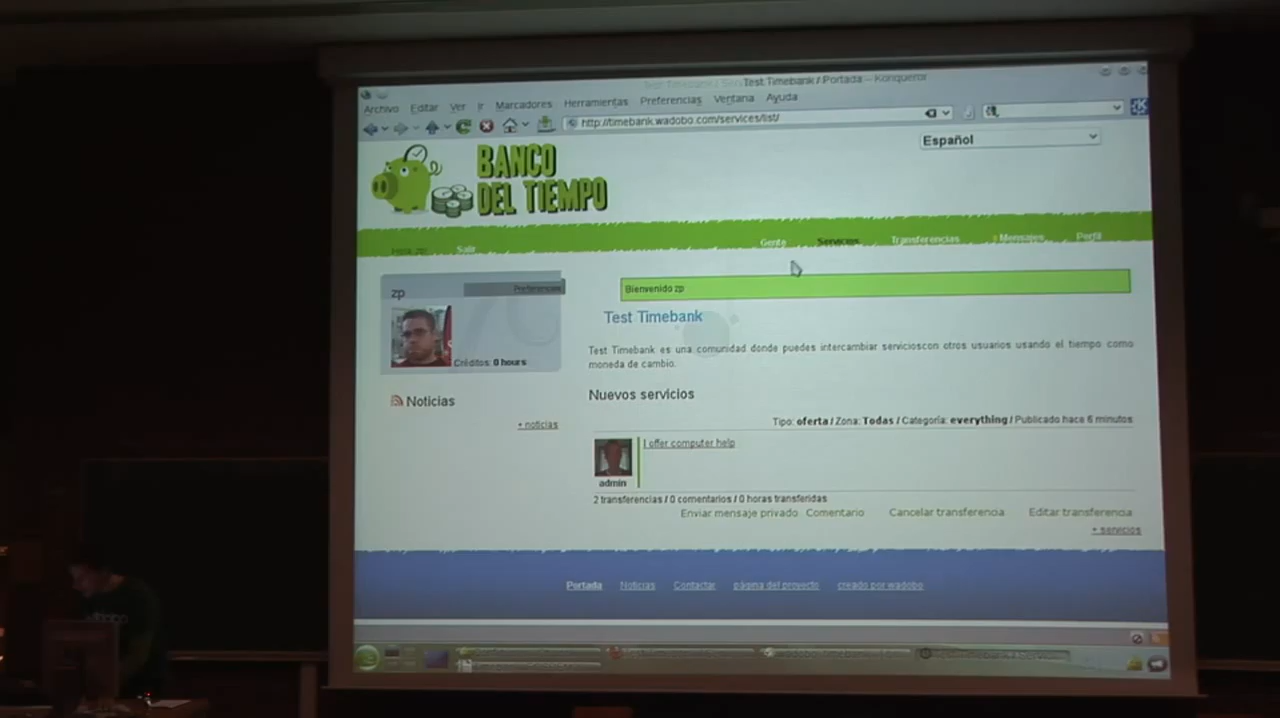 Test Timebank / Portada – Konqueror
Archivo Editar Ver Ir Marcadores Herramientas Preferencias Ventana Ayuda
http://timebank.wadobo.com/services/list/
Español
BANCO
DEL TIEMPO
Hola zp Salir Gente Servicios Transferencias Mensajes Perfil
zp Preferencias
Créditos: 0 hours
Bienvenido zp
Test Timebank
Test Timebank es una comunidad donde puedes intercambiar servicioscon otros usuarios usando el tiempo como
moneda de cambio.
Noticias
+ noticias
Nuevos servicios
Tipo: oferta / Zona: Todas / Categoría: everything / Publicado hace 6 minutos
I offer computer help
admin
2 transferencias / 0 comentarios / 0 horas transferidas
Enviar mensaje privado Comentario Cancelar transferencia Editar transferencia
+ servicios
Portada Noticias Contactar página del proyecto creado por wadobo